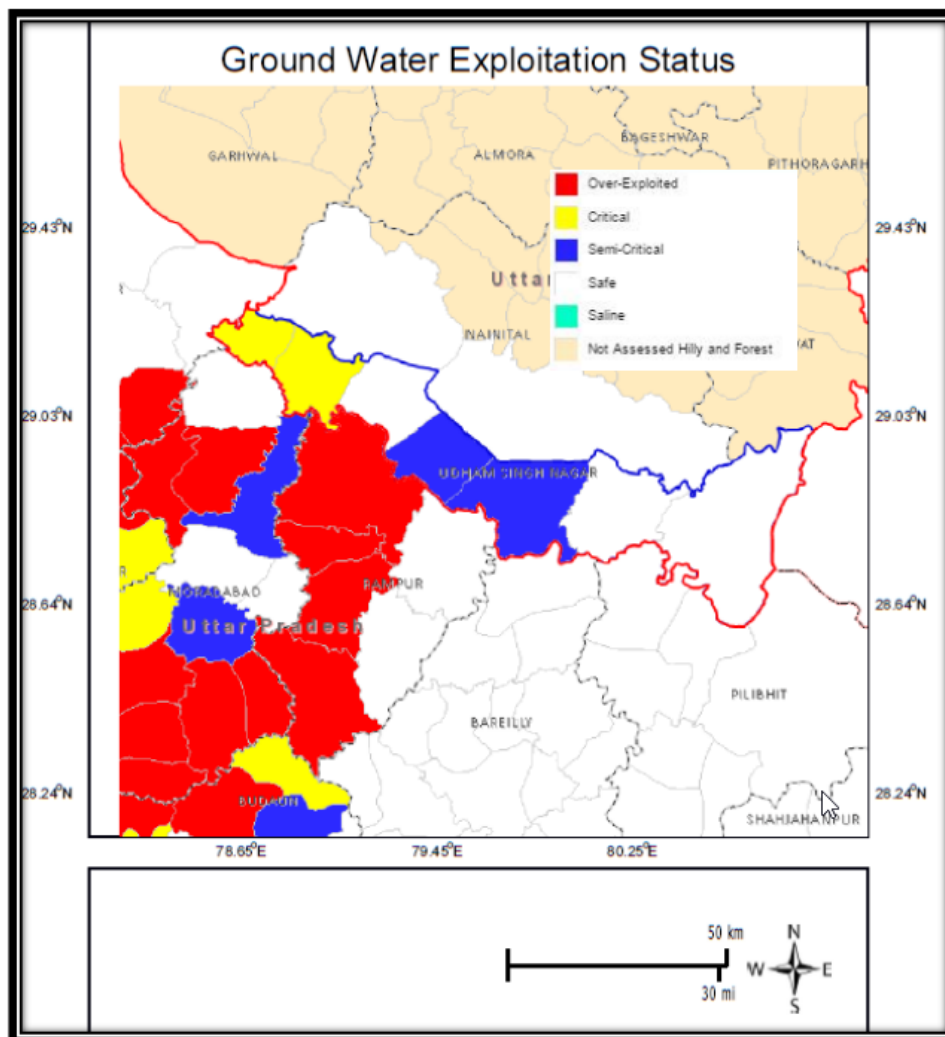 Ground Water Exploitation Status
GARHWAL
ALMORA
BAGESHWAR
PITHORAGARH
Over-Exploited
Critical
Semi-Critical
Safe
Saline
Not Assessed Hilly and Forest
29.43°N
29.43°N
Uttar
NAINITAL
WAT
R
29.03°N
29.03°N
UDHAM SINGH NAGAR
R
MORADABAD
RAMPUR
28.64°N
28.64°N
Uttar Pradesh
PILIBHIT
BAREILLY
28.24°N
28.24°N
BUDAUN
SHAHJAHANPUR
78.65°E
79.45°E
80.25°E
50 km
30 mi
N
W
E
S